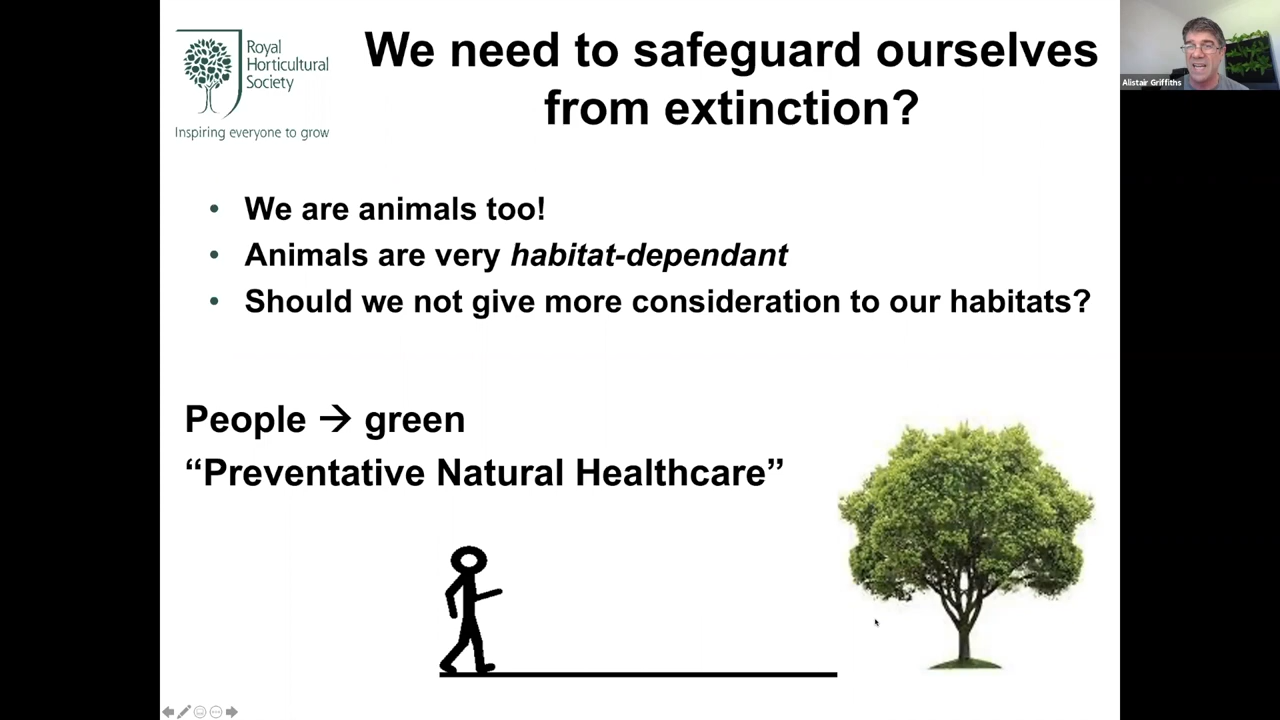 Royal
Horticultural
Society
Inspiring everyone to grow
We need to safeguard ourselves
from extinction?
Alistair Griffiths
• We are animals too!
• Animals are very habitat-dependant
• Should we not give more consideration to our habitats?
People → green
“Preventative Natural Healthcare”